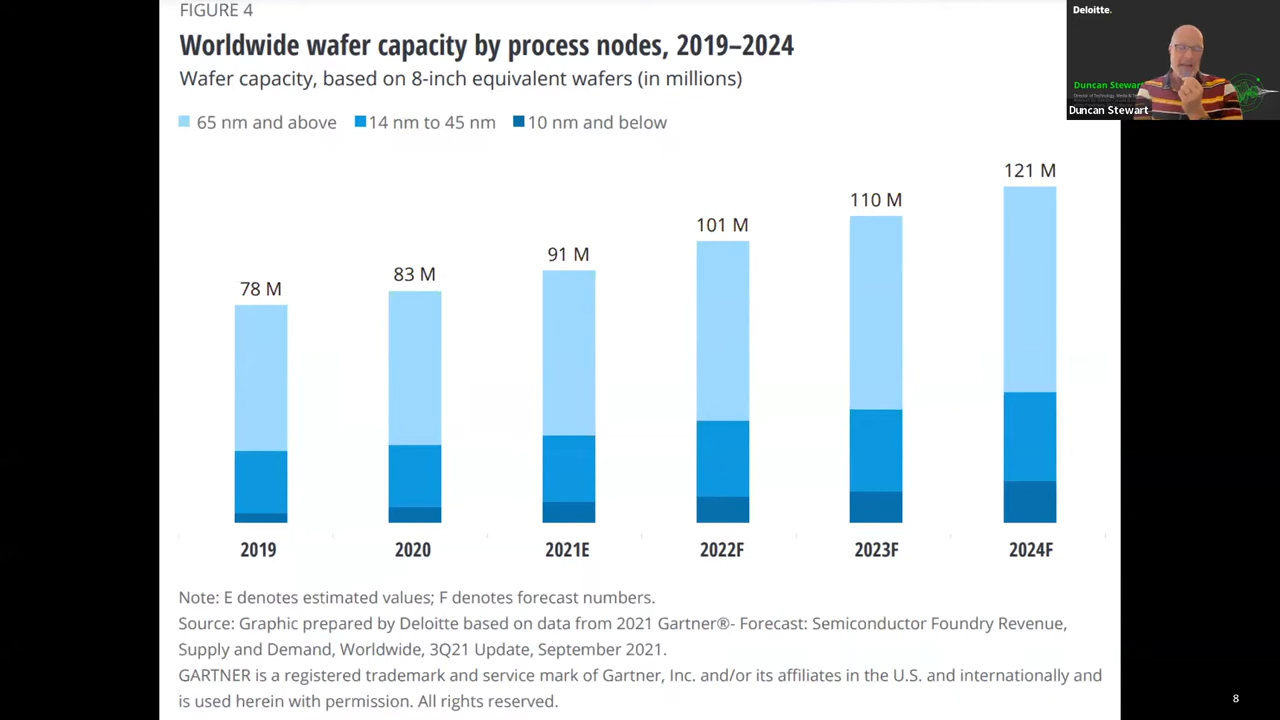 FIGURE 4
Worldwide wafer capacity by process nodes, 2019–2024
Wafer capacity, based on 8-inch equivalent wafers (in millions)
65 nm and above 14 nm to 45 nm 10 nm and below
78 M 83 M 91 M 101 M 110 M 121 M
2019 2020 2021E 2022F 2023F 2024F
Note: E denotes estimated values; F denotes forecast numbers.
Source: Graphic prepared by Deloitte based on data from 2021 Gartner®- Forecast: Semiconductor Foundry Revenue,
Supply and Demand, Worldwide, 3Q21 Update, September 2021.
GARTNER is a registered trademark and service mark of Gartner, Inc. and/or its affiliates in the U.S. and internationally and
is used herein with permission. All rights reserved.
8
Deloitte.
Duncan Stewart
Duncan Stewart